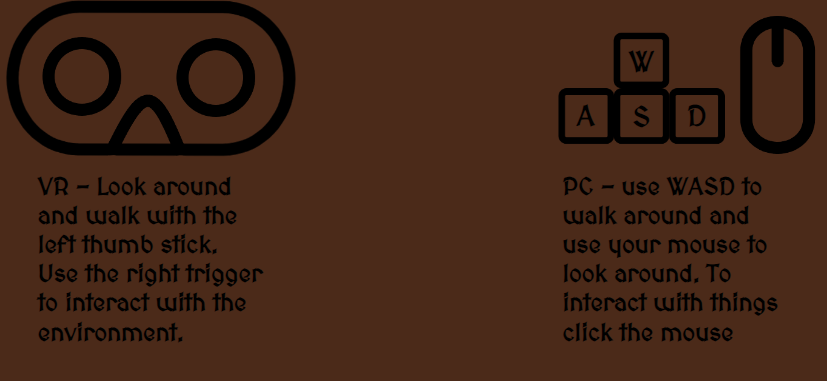 W
A S D
VR - Look around
and walk with the
left thumb stick.
Use the right trigger
to interact with the
environment.
PC - use WASD to
walk around and
use your mouse to
look around. To
interact with things
click the mouse